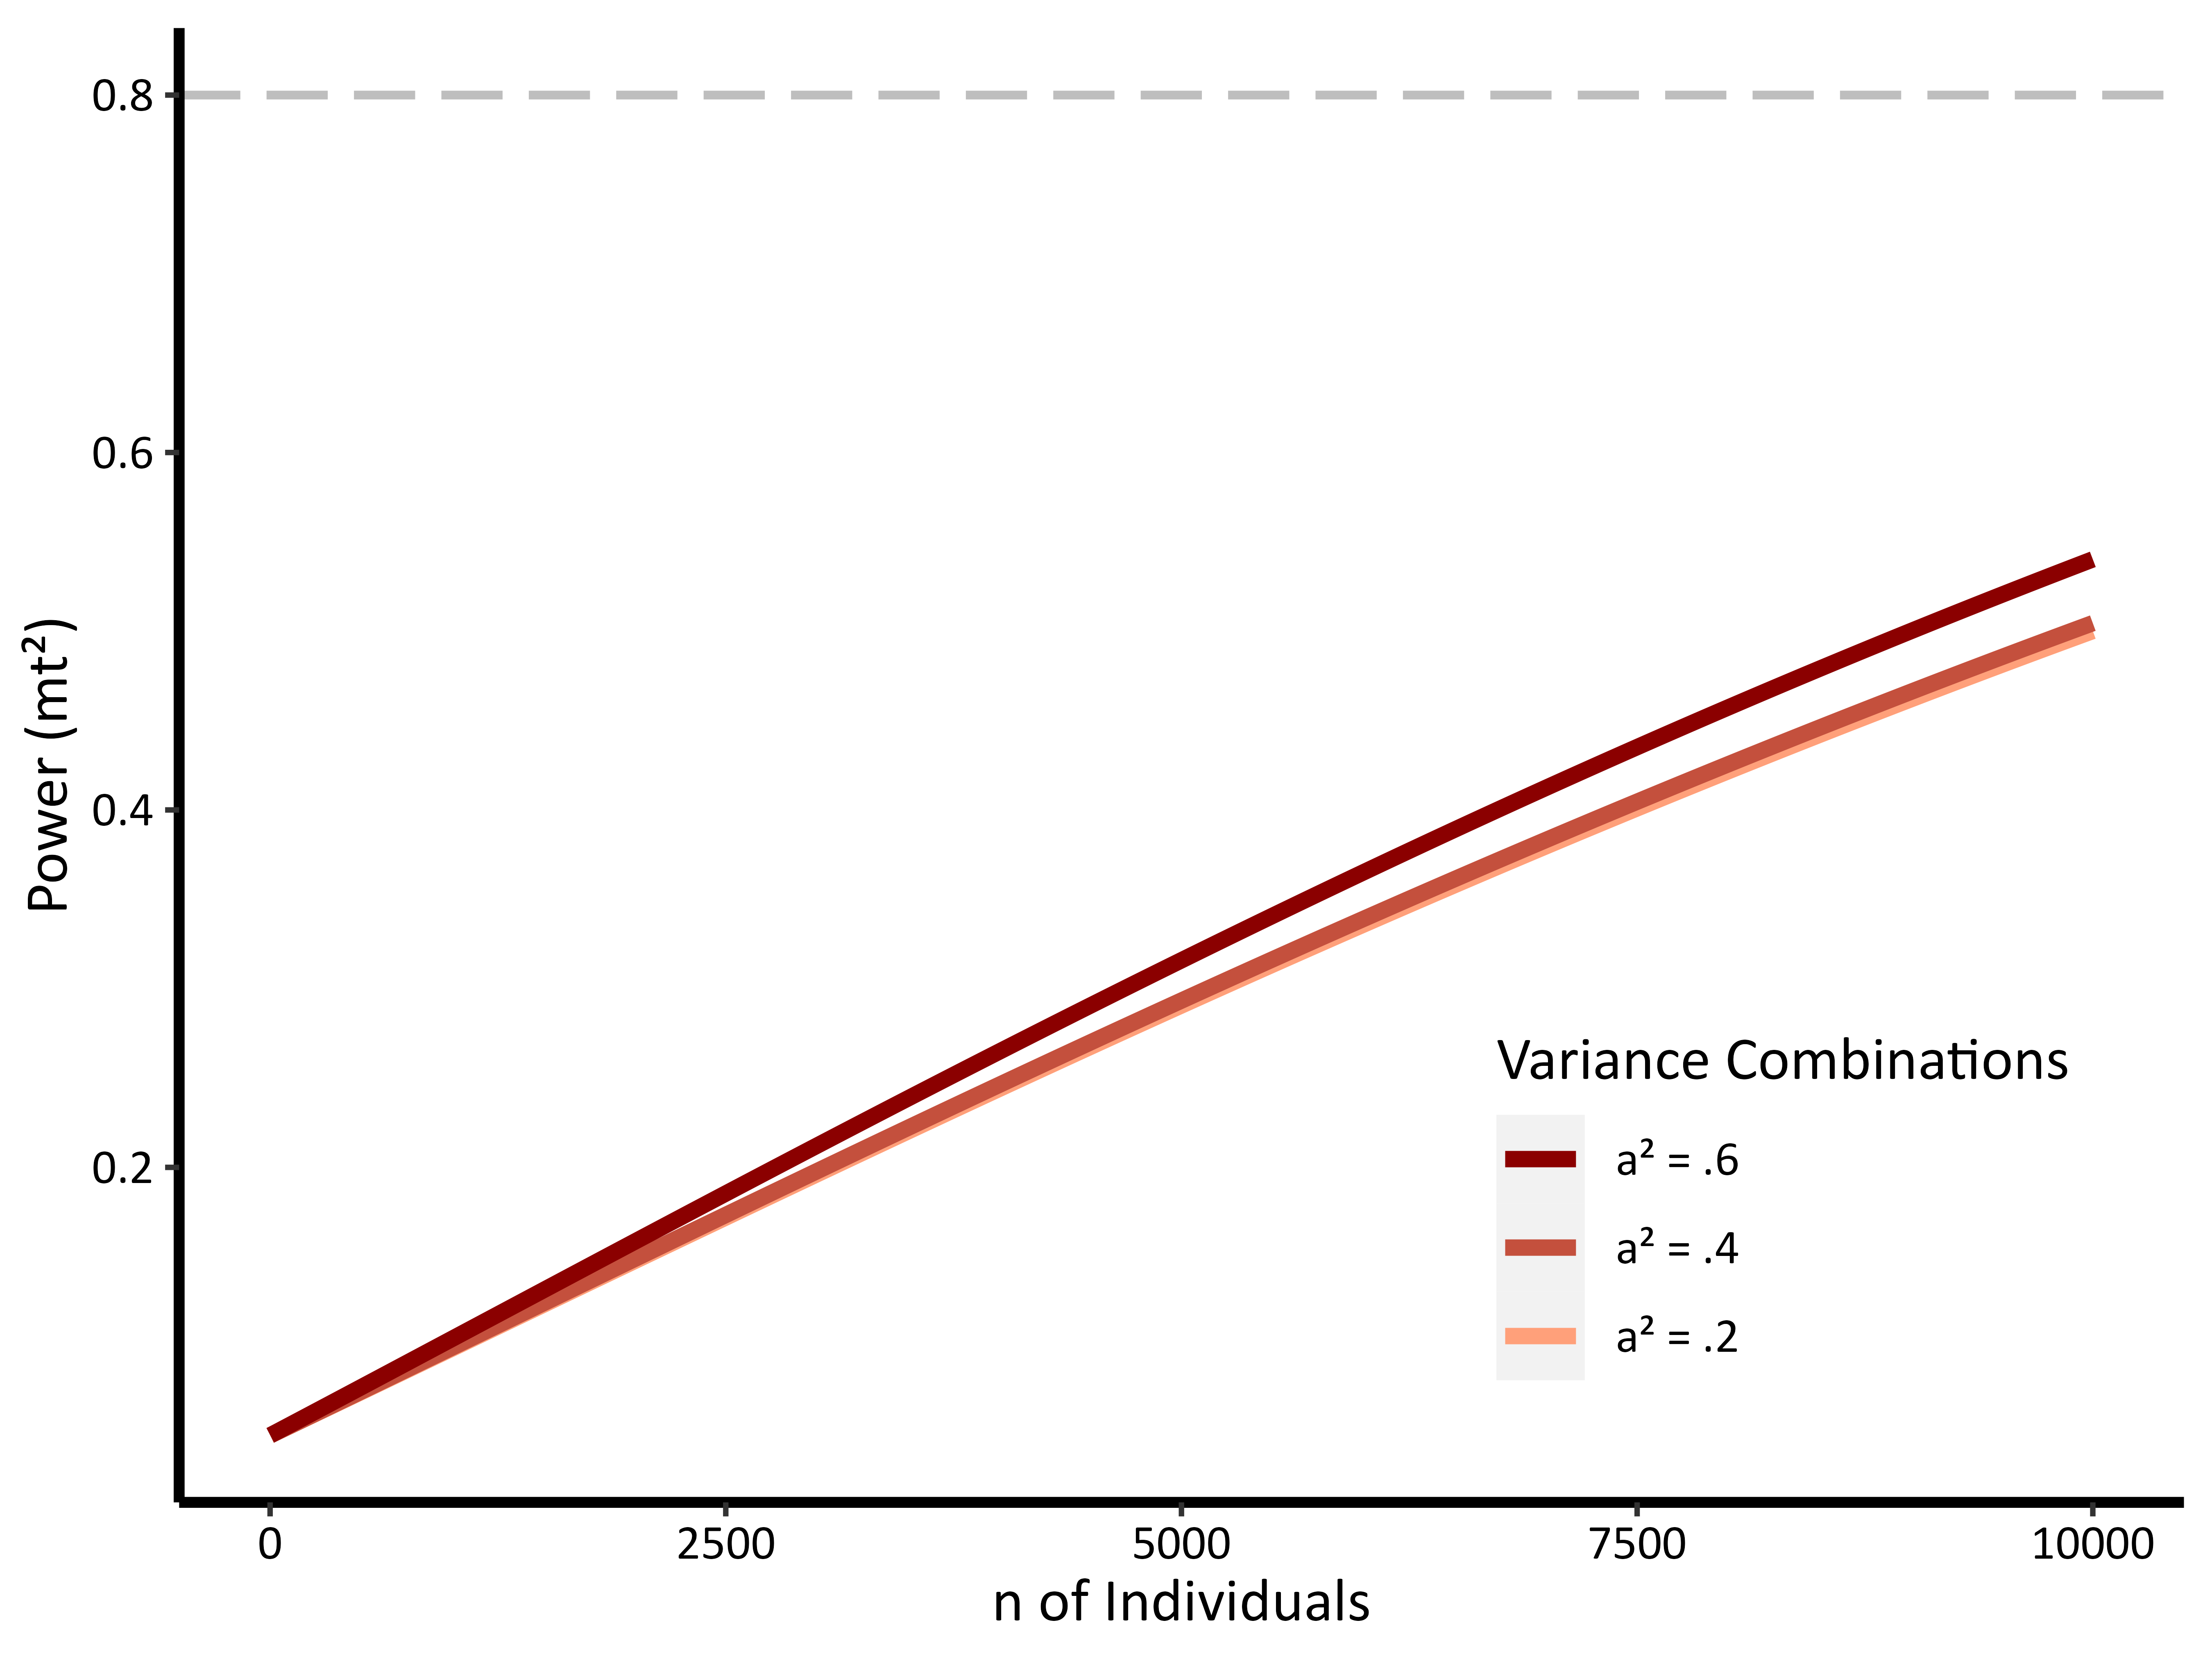 0.8
0.6
0.4
0.2
Power (mt²)
Variance Combinations
a² = .6
a² = .4
a² = .2
0 2500 5000 7500 10000
n of Individuals